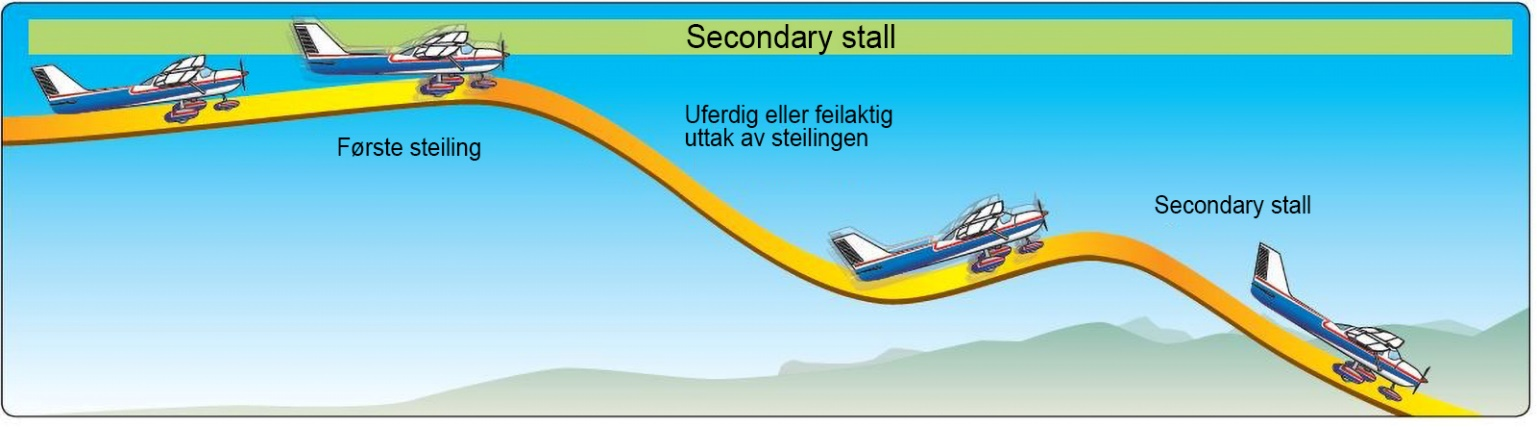 Secondary stall
Første steiling
Uferdig eller feilaktig
uttak av steilingen
Secondary stall